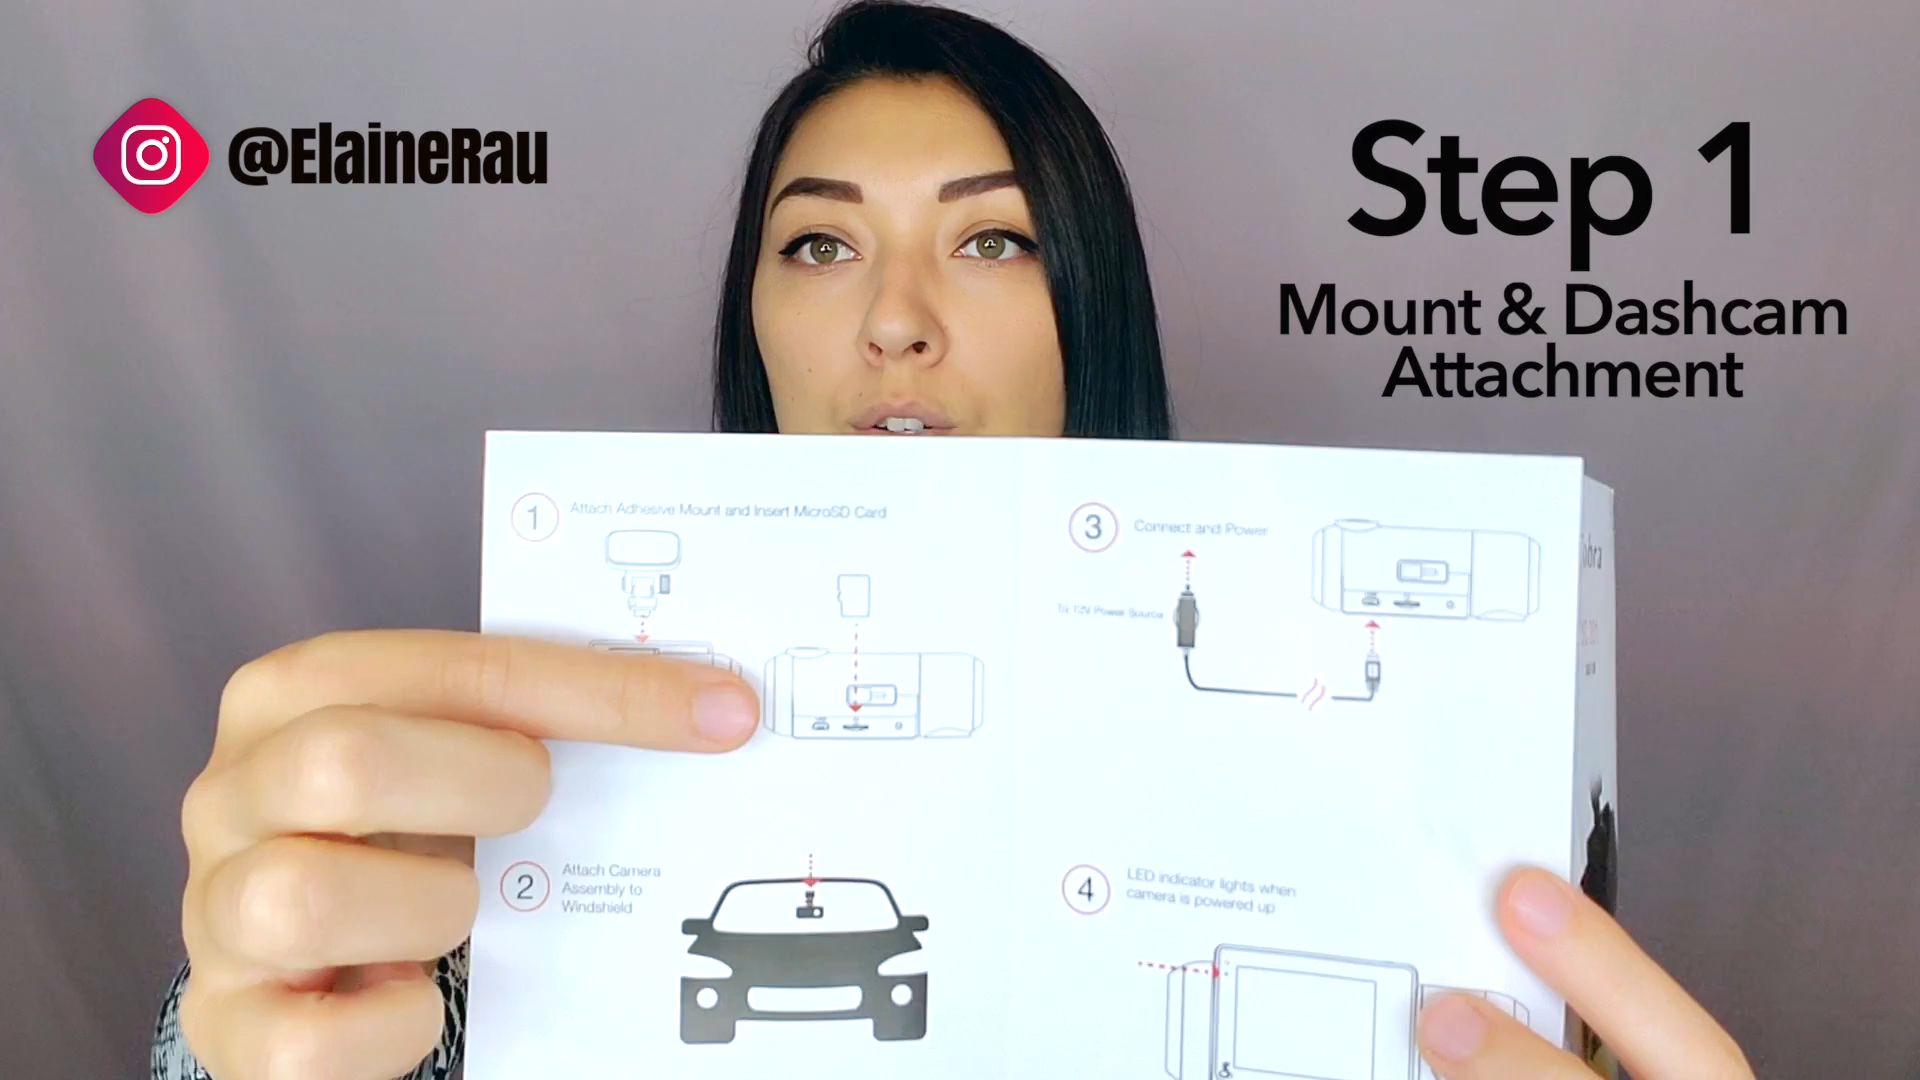 @ElaineRau
Step 1
Mount & Dashcam
Attachment
1
Attach Adhesive Mount and Insert MicroSD Card
2
Attach Camera
Assembly to
Windshield
3
Connect and Power
To 12V Power Source
4
LED indicator lights when
camera is powered up